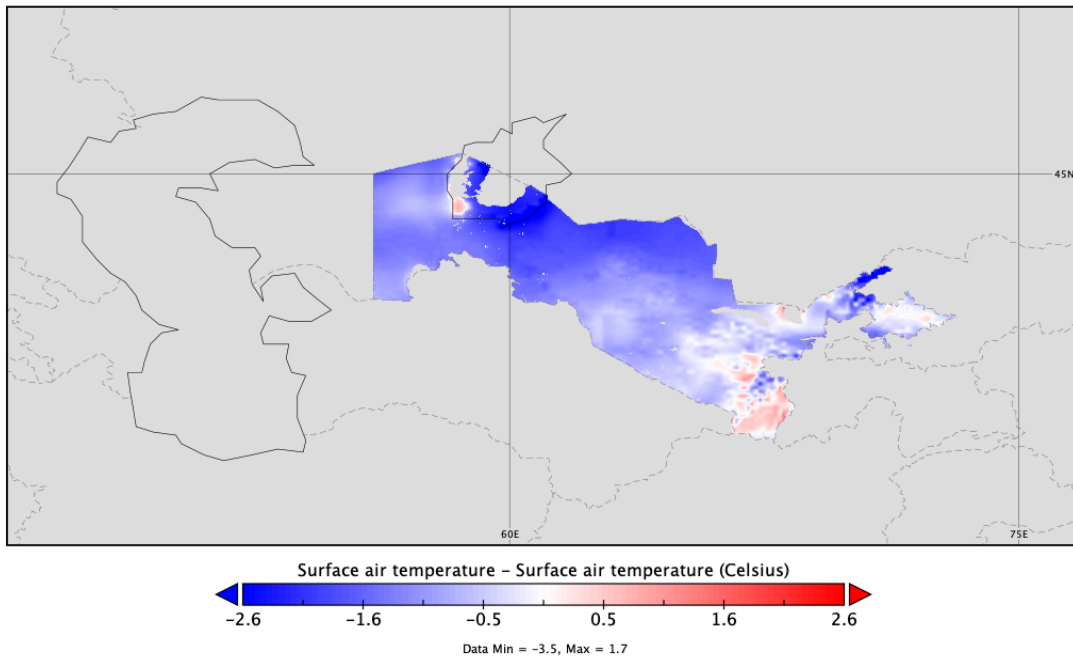 45N
60E
75E
Surface air temperature – Surface air temperature (Celsius)
−2.6 −1.6 −0.5 0.5 1.6 2.6
Data Min = −3.5, Max = 1.7